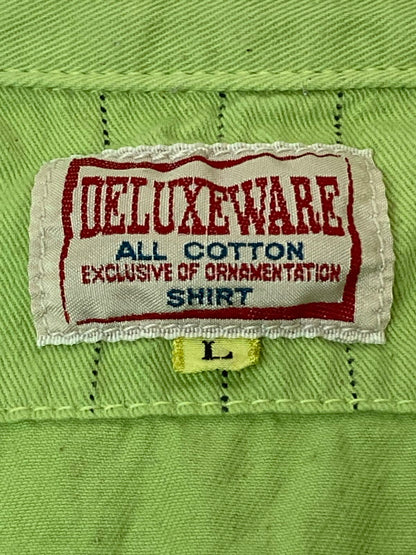 DELUXEWARE
ALL COTTON
EXCLUSIVE OF ORNAMENTATION
SHIRT
L